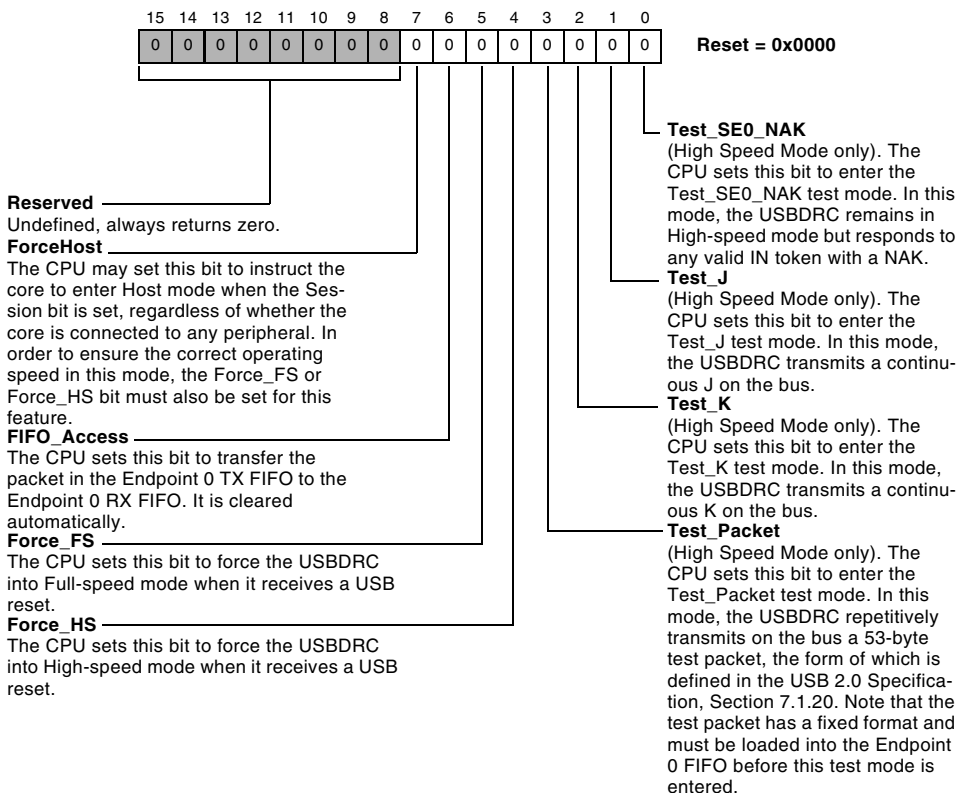 15 14 13 12 11 10 9 8 7 6 5 4 3 2 1 0
0 0 0 0 0 0 0 0 0 0 0 0 0 0 0 0
Reset = 0x0000
Reserved
Undefined, always returns zero.
ForceHost
The CPU may set this bit to instruct the
core to enter Host mode when the Ses-
sion bit is set, regardless of whether the
core is connected to any peripheral. In
order to ensure the correct operating
speed in this mode, the Force_FS or
Force_HS bit must also be set for this
feature.
FIFO_Access
The CPU sets this bit to transfer the
packet in the Endpoint 0 TX FIFO to the
Endpoint 0 RX FIFO. It is cleared
automatically.
Force_FS
The CPU sets this bit to force the USBDRC
into Full-speed mode when it receives a USB
reset.
Force_HS
The CPU sets this bit to force the USBDRC
into High-speed mode when it receives a USB
reset.
Test_SE0_NAK
(High Speed Mode only). The
CPU sets this bit to enter the
Test_SE0_NAK test mode. In this
mode, the USBDRC remains in
High-speed mode but responds to
any valid IN token with a NAK.
Test_J
(High Speed Mode only). The
CPU sets this bit to enter the
Test_J test mode. In this mode,
the USBDRC transmits a continu-
ous J on the bus.
Test_K
(High Speed Mode only). The
CPU sets this bit to enter the
Test_K test mode. In this mode,
the USBDRC transmits a continu-
ous K on the bus.
Test_Packet
(High Speed Mode only). The
CPU sets this bit to enter the
Test_Packet test mode. In this
mode, the USBDRC repetitively
transmits on the bus a 53-byte
test packet, the form of which is
defined in the USB 2.0 Specifica-
tion, Section 7.1.20. Note that the
test packet has a fixed format and
must be loaded into the Endpoint
0 FIFO before this test mode is
entered.